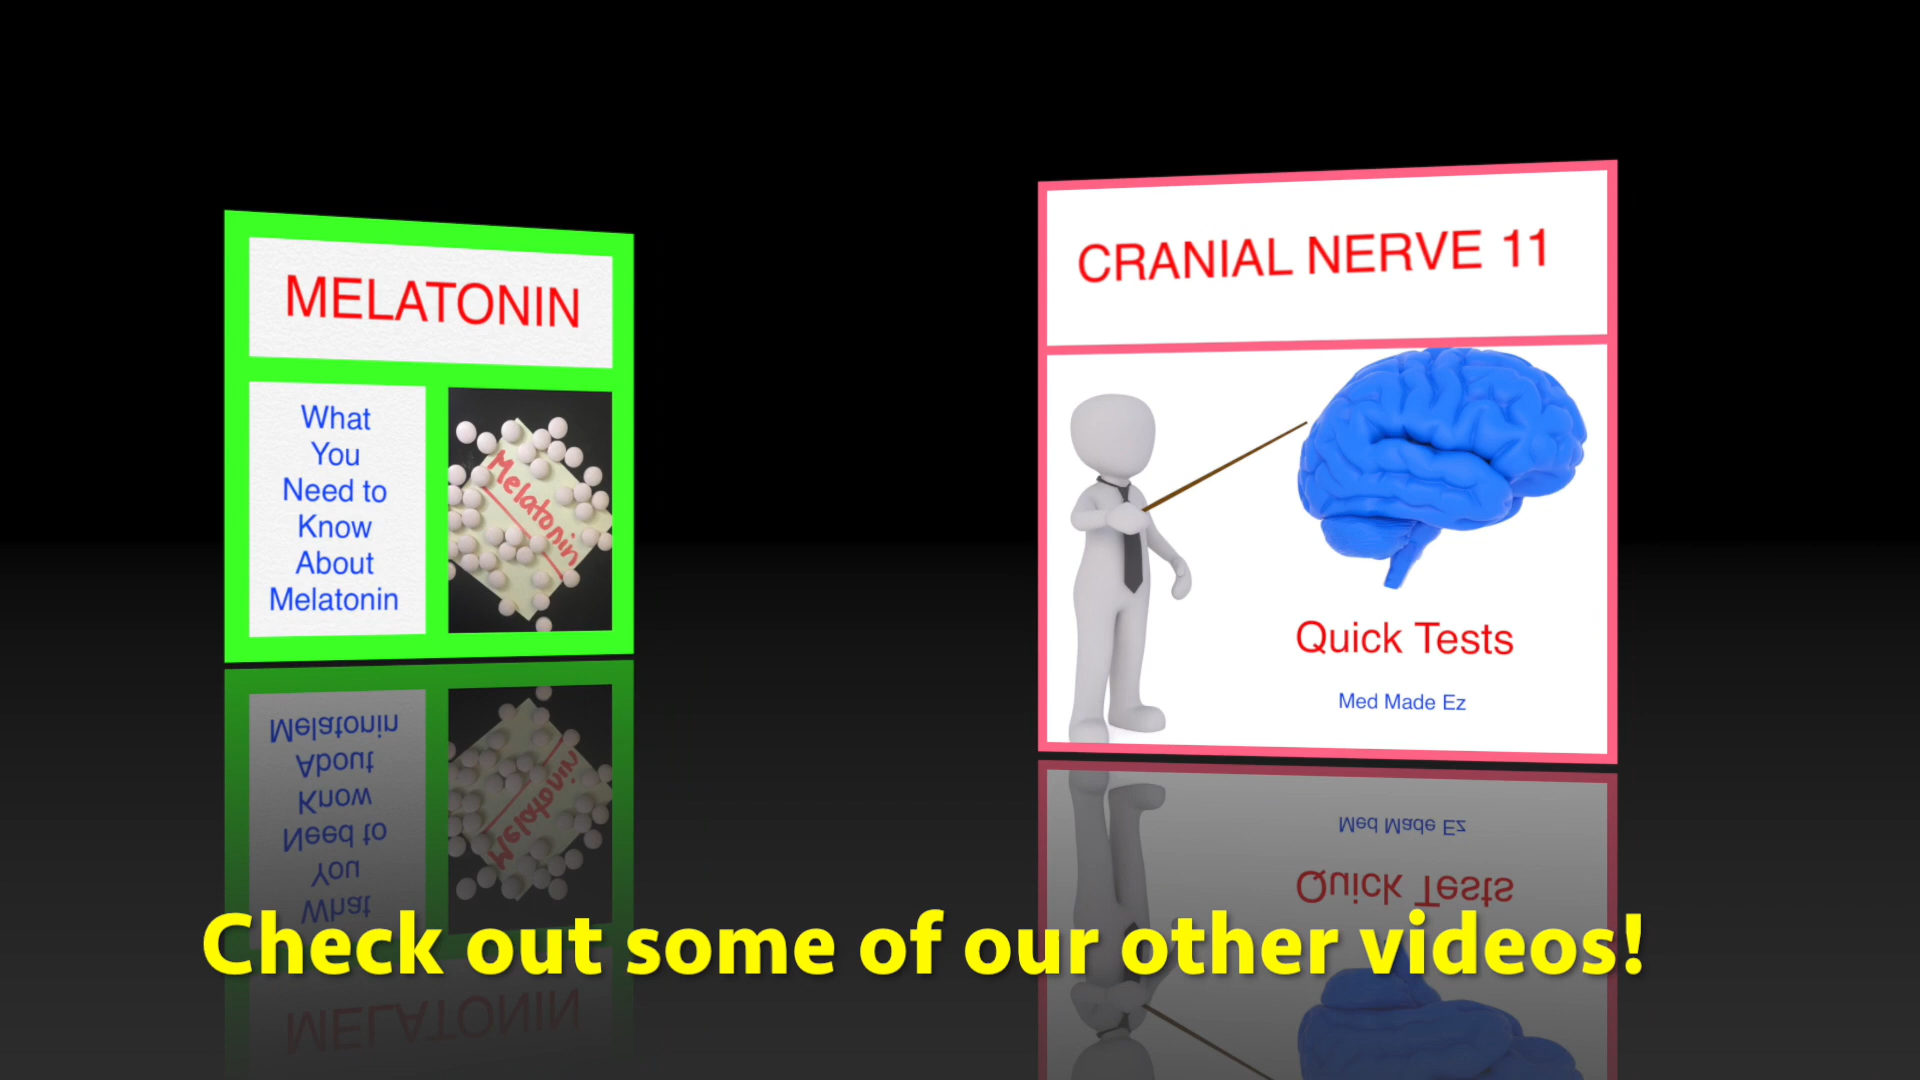 MELATONIN
What
You
Need to
Know
About
Melatonin
Melatonin
CRANIAL NERVE 11
Quick Tests
Med Made Ez
Check out some of our other videos!